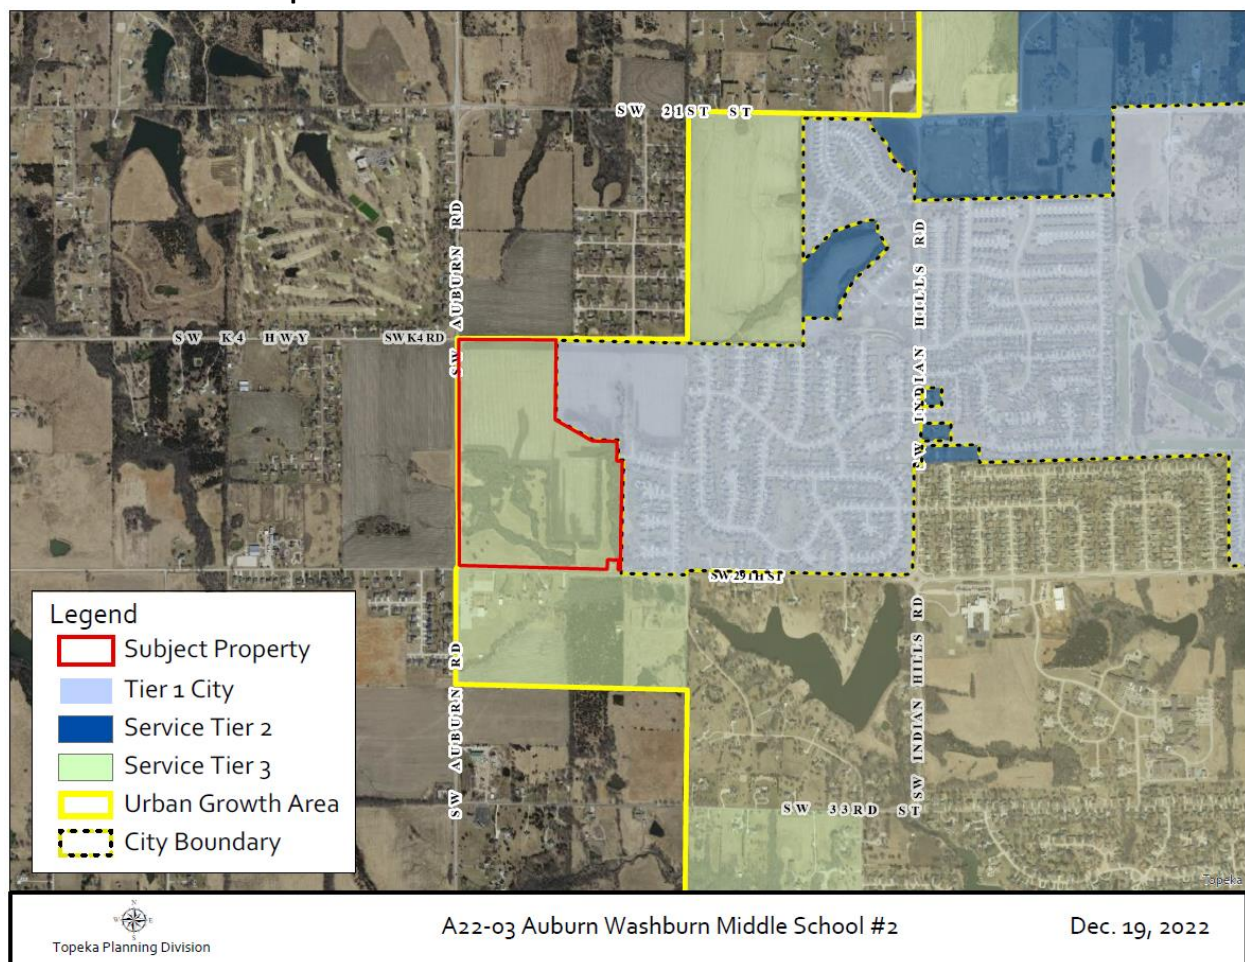 SW 21ST ST
SW AUBURN RD
SW INDIAN HILLS RD
SW K4 HWY
SW K4 RD
SW
SW 29TH ST
Legend
Subject Property
Tier 1 City
Service Tier 2
Service Tier 3
Urban Growth Area
City Boundary
SW AUBURN RD
SW INDIAN HILLS RD
SW 33RD ST
Topeka
N
W E
S
Topeka Planning Division
A22-03 Auburn Washburn Middle School #2
Dec. 19, 2022